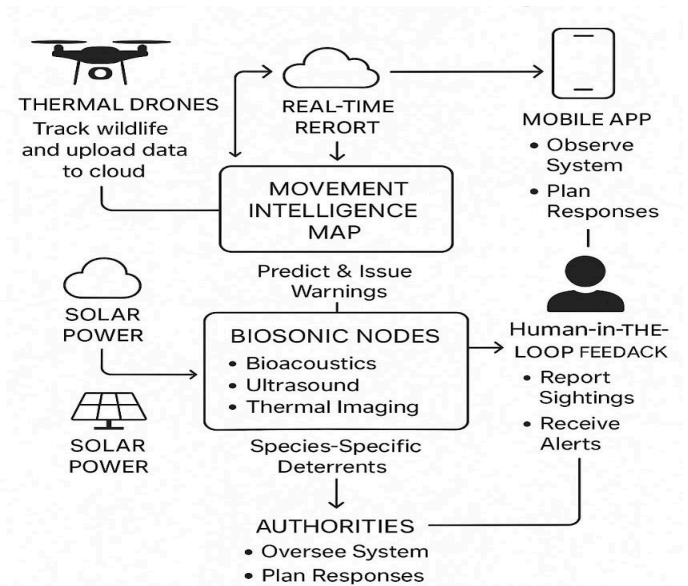 THERMAL DRONES
Track wildlife
and upload data
to cloud
REAL-TIME
RERORT
MOBILE APP
• Observe
System
• Plan
Responses
MOVEMENT
INTELLIGENCE
MAP
Predict & Issue
Warnings
SOLAR
POWER
BIOSONIC NODES
• Bioacoustics
• Ultrasound
• Thermal Imaging
Human-in-THE-
LOOP FEEDACK
• Report
Sightings
• Receive
Alerts
SOLAR
POWER
Species-Specific
Deterrents
AUTHORITIES
• Oversee System
• Plan Responses